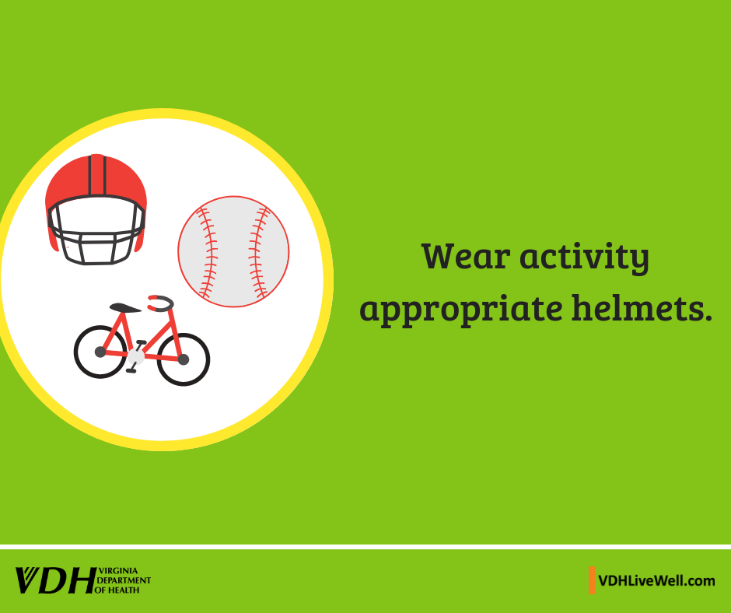 Wear activity
appropriate helmets.
VDH VIRGINIA
DEPARTMENT
OF HEALTH
VDHLiveWell.com